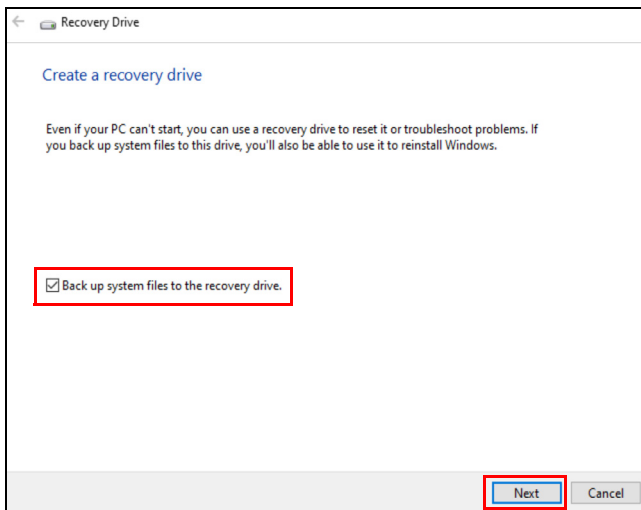 Recovery Drive
Create a recovery drive
Even if your PC can't start, you can use a recovery drive to reset it or troubleshoot problems. If
you back up system files to this drive, you'll also be able to use it to reinstall Windows.
Back up system files to the recovery drive.
Next Cancel